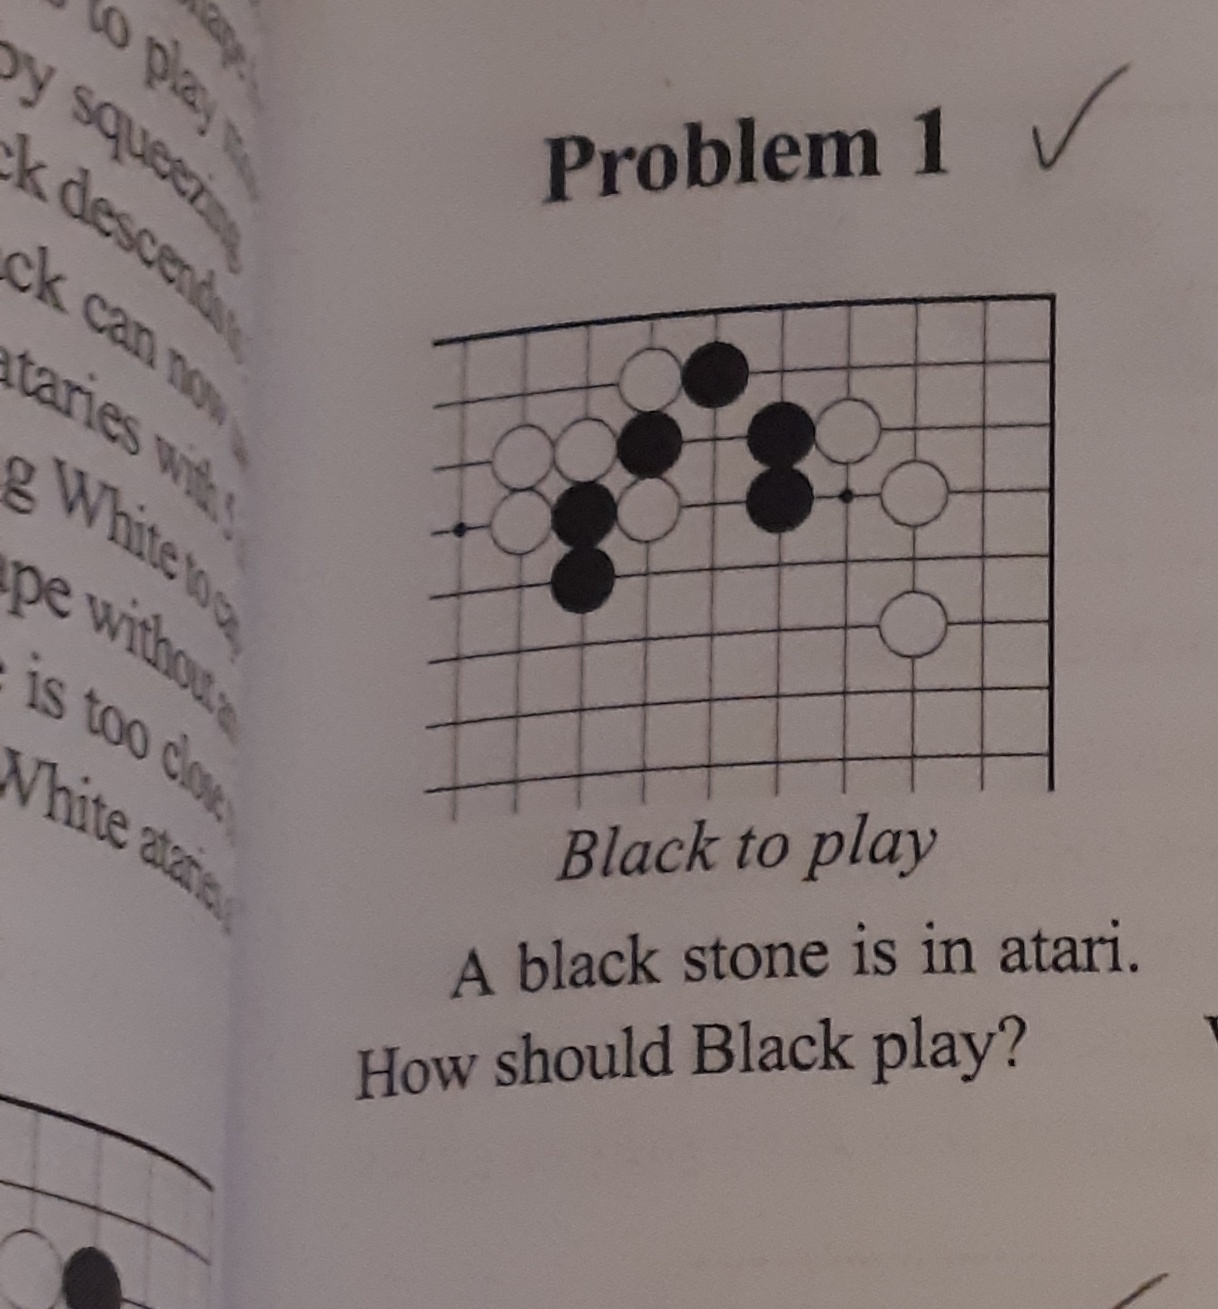 to play
by squeezing
ck descends
ck can now
ataries with
g White to
ape without
is too close
White ataries
Problem 1
Black to play
A black stone is in atari.
How should Black play?